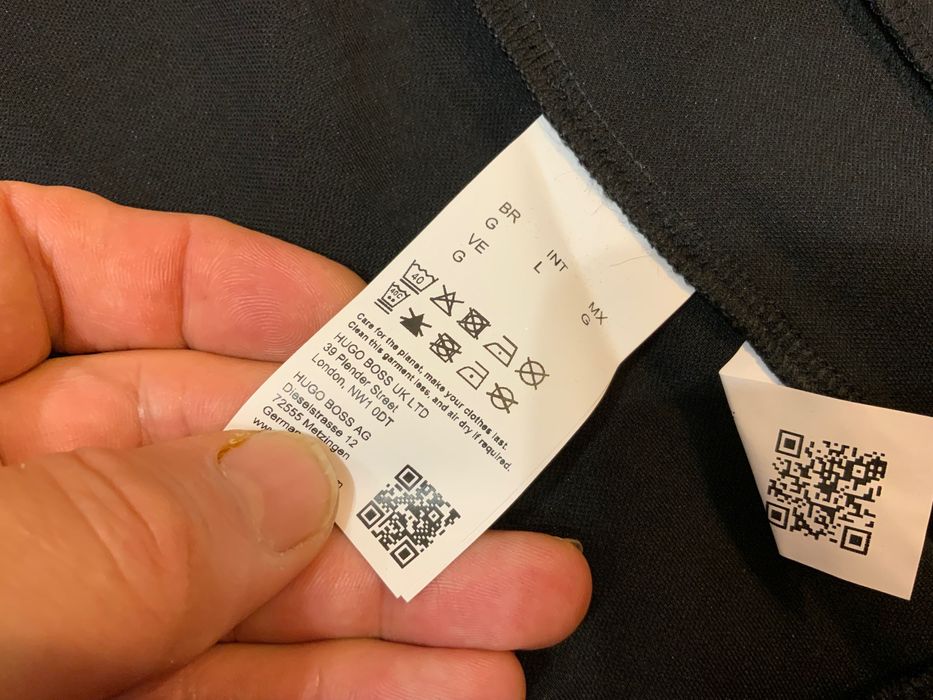 BR
G
VE
G
INT
L
MX
G
40
40C
Care for the planet, make your clothes last.
Clean this garment less, and air dry if required.
HUGO BOSS UK LTD
39 Plender Street
London, NW1 0DT
HUGO BOSS AG
Dieselstrasse 12
72555 Metzingen